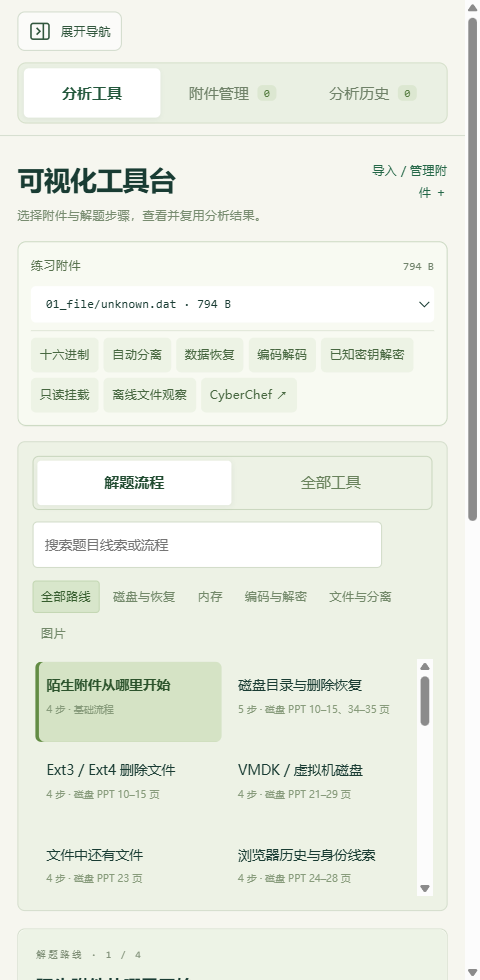 展开导航
分析工具 附件管理 0 分析历史 0
可视化工具台
导入 / 管理附
件 +
选择附件与解题步骤，查看并复用分析结果。
练习附件 794 B
01_file/unknown.dat · 794 B
十六进制 自动分离 数据恢复 编码解码 已知密钥解密
只读挂载 离线文件观察 CyberChef ↗
解题流程 全部工具
搜索题目线索或流程
全部路线 磁盘与恢复 内存 编码与解密 文件与分离
图片
陌生附件从哪里开始
4 步 · 基础流程
磁盘目录与删除恢复
5 步 · 磁盘 PPT 10–15、34–35 页
Ext3 / Ext4 删除文件
4 步 · 磁盘 PPT 10–15 页
VMDK / 虚拟机磁盘
4 步 · 磁盘 PPT 21–29 页
文件中还有文件
4 步 · 磁盘 PPT 23 页
浏览器历史与身份线索
4 步 · 磁盘 PPT 24–28 页
解题路线 · 1 / 4